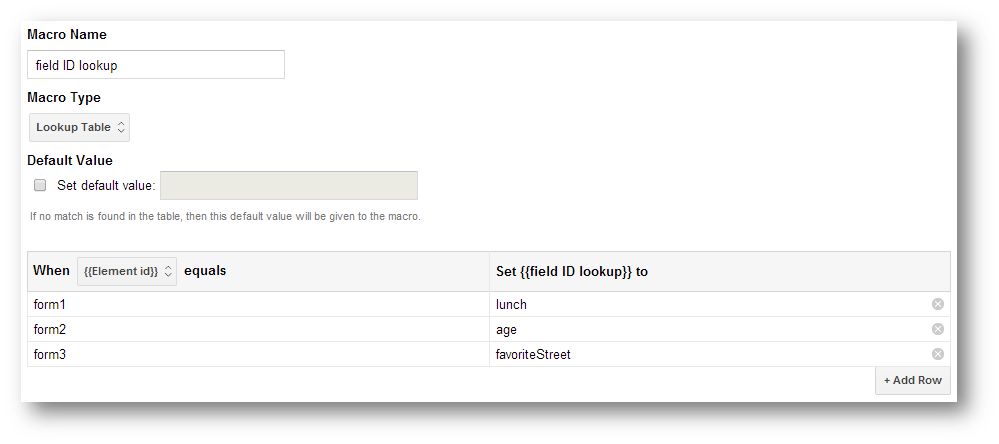 Macro Name
field ID lookup
Macro Type
Lookup Table
Default Value
Set default value:
If no match is found in the table, then this default value will be given to the macro.
When {{Element id}} equals Set {{field ID lookup}} to
form1 lunch
form2 age
form3 favoriteStreet
+ Add Row